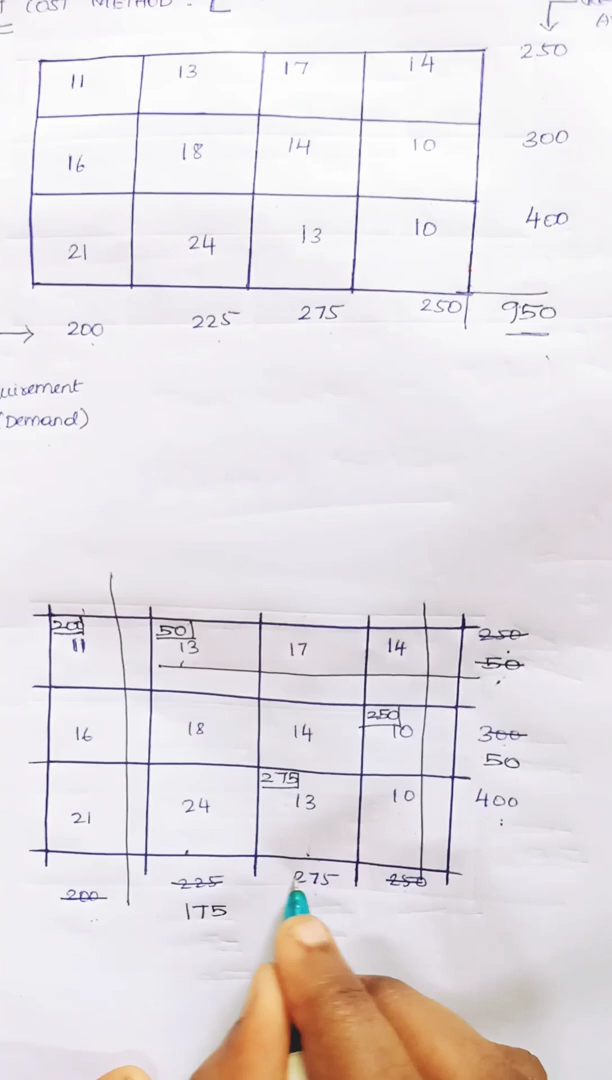 COST METHOD :
250
11 13 17 14
300
16 18 14 10
400
21 24 13 10
→ 200 225 275 250 950
uirement
(Demand)
50
13 17 14 250
11 50
250
16 18 14 10 300
50
275
21 24 13 10 400
200 225 275 250
175